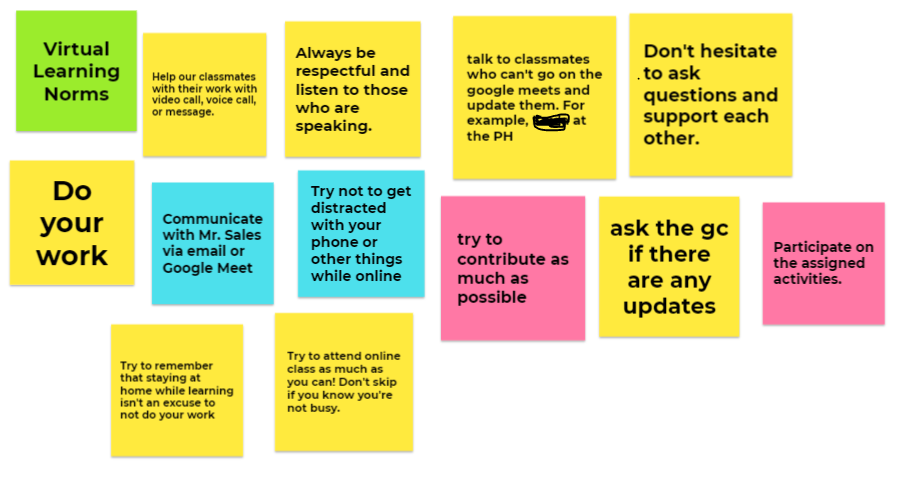 Virtual
Learning
Norms
Help our classmates
with their work with
video call, voice call,
or message.
Always be
respectful and
listen to those
who are
speaking.
talk to classmates
who can't go on the
google meets and
update them. For
example, at
the PH
Don't hesitate
to ask
questions and
support each
other.
Do
your
work
Communicate
with Mr. Sales
via email or
Google Meet
Try not to get
distracted
with your
phone or
other things
while online
try to
contribute as
much as
possible
ask the gc
if there
are any
updates
Participate on
the assigned
activities.
Try to remember
that staying at
home while learning
isn't an excuse to
not do your work
Try to attend online
class as much as
you can! Don't skip
if you know you're
not busy.